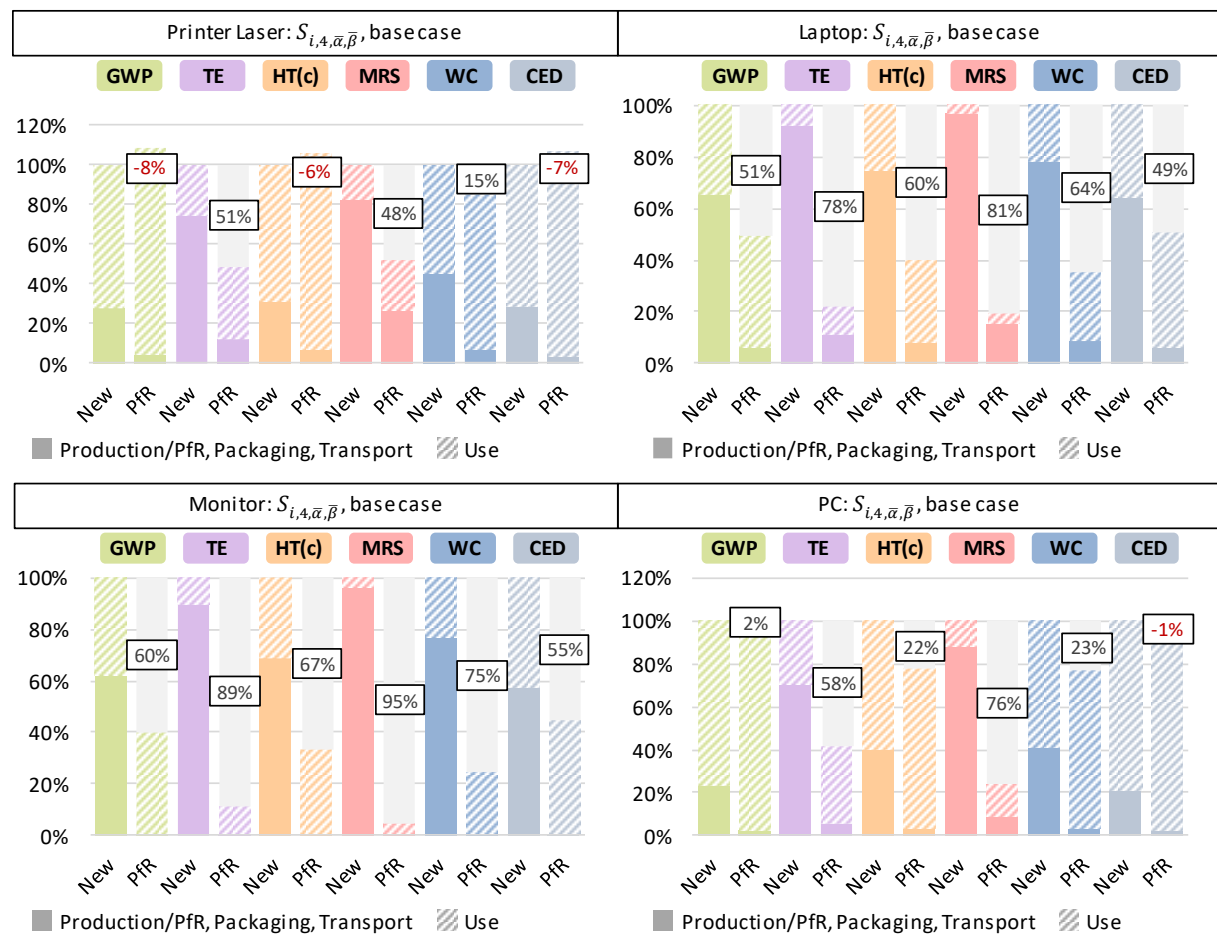 Printer Laser: S_{i,4,α̅,β̅}, base case
GWP TE HT(c) MRS WC CED
120%
100%
80%
60%
40%
20%
0%
-8% 51% -6% 48% 15% -7%
New PfR New PfR New PfR New PfR New PfR New PfR
Production/PfR, Packaging, Transport Use
Laptop: S_{i,4,α̅,β̅}, base case
GWP TE HT(c) MRS WC CED
100%
80%
60%
40%
20%
0%
51% 78% 60% 81% 64% 49%
New PfR New PfR New PfR New PfR New PfR New PfR
Production/PfR, Packaging, Transport Use
Monitor: S_{i,4,α̅,β̅}, base case
GWP TE HT(c) MRS WC CED
100%
80%
60%
40%
20%
0%
60% 89% 67% 95% 75% 55%
New PfR New PfR New PfR New PfR New PfR New PfR
Production/PfR, Packaging, Transport Use
PC: S_{i,4,α̅,β̅}, base case
GWP TE HT(c) MRS WC CED
120%
100%
80%
60%
40%
20%
0%
2% 58% 22% 76% 23% -1%
New PfR New PfR New PfR New PfR New PfR New PfR
Production/PfR, Packaging, Transport Use